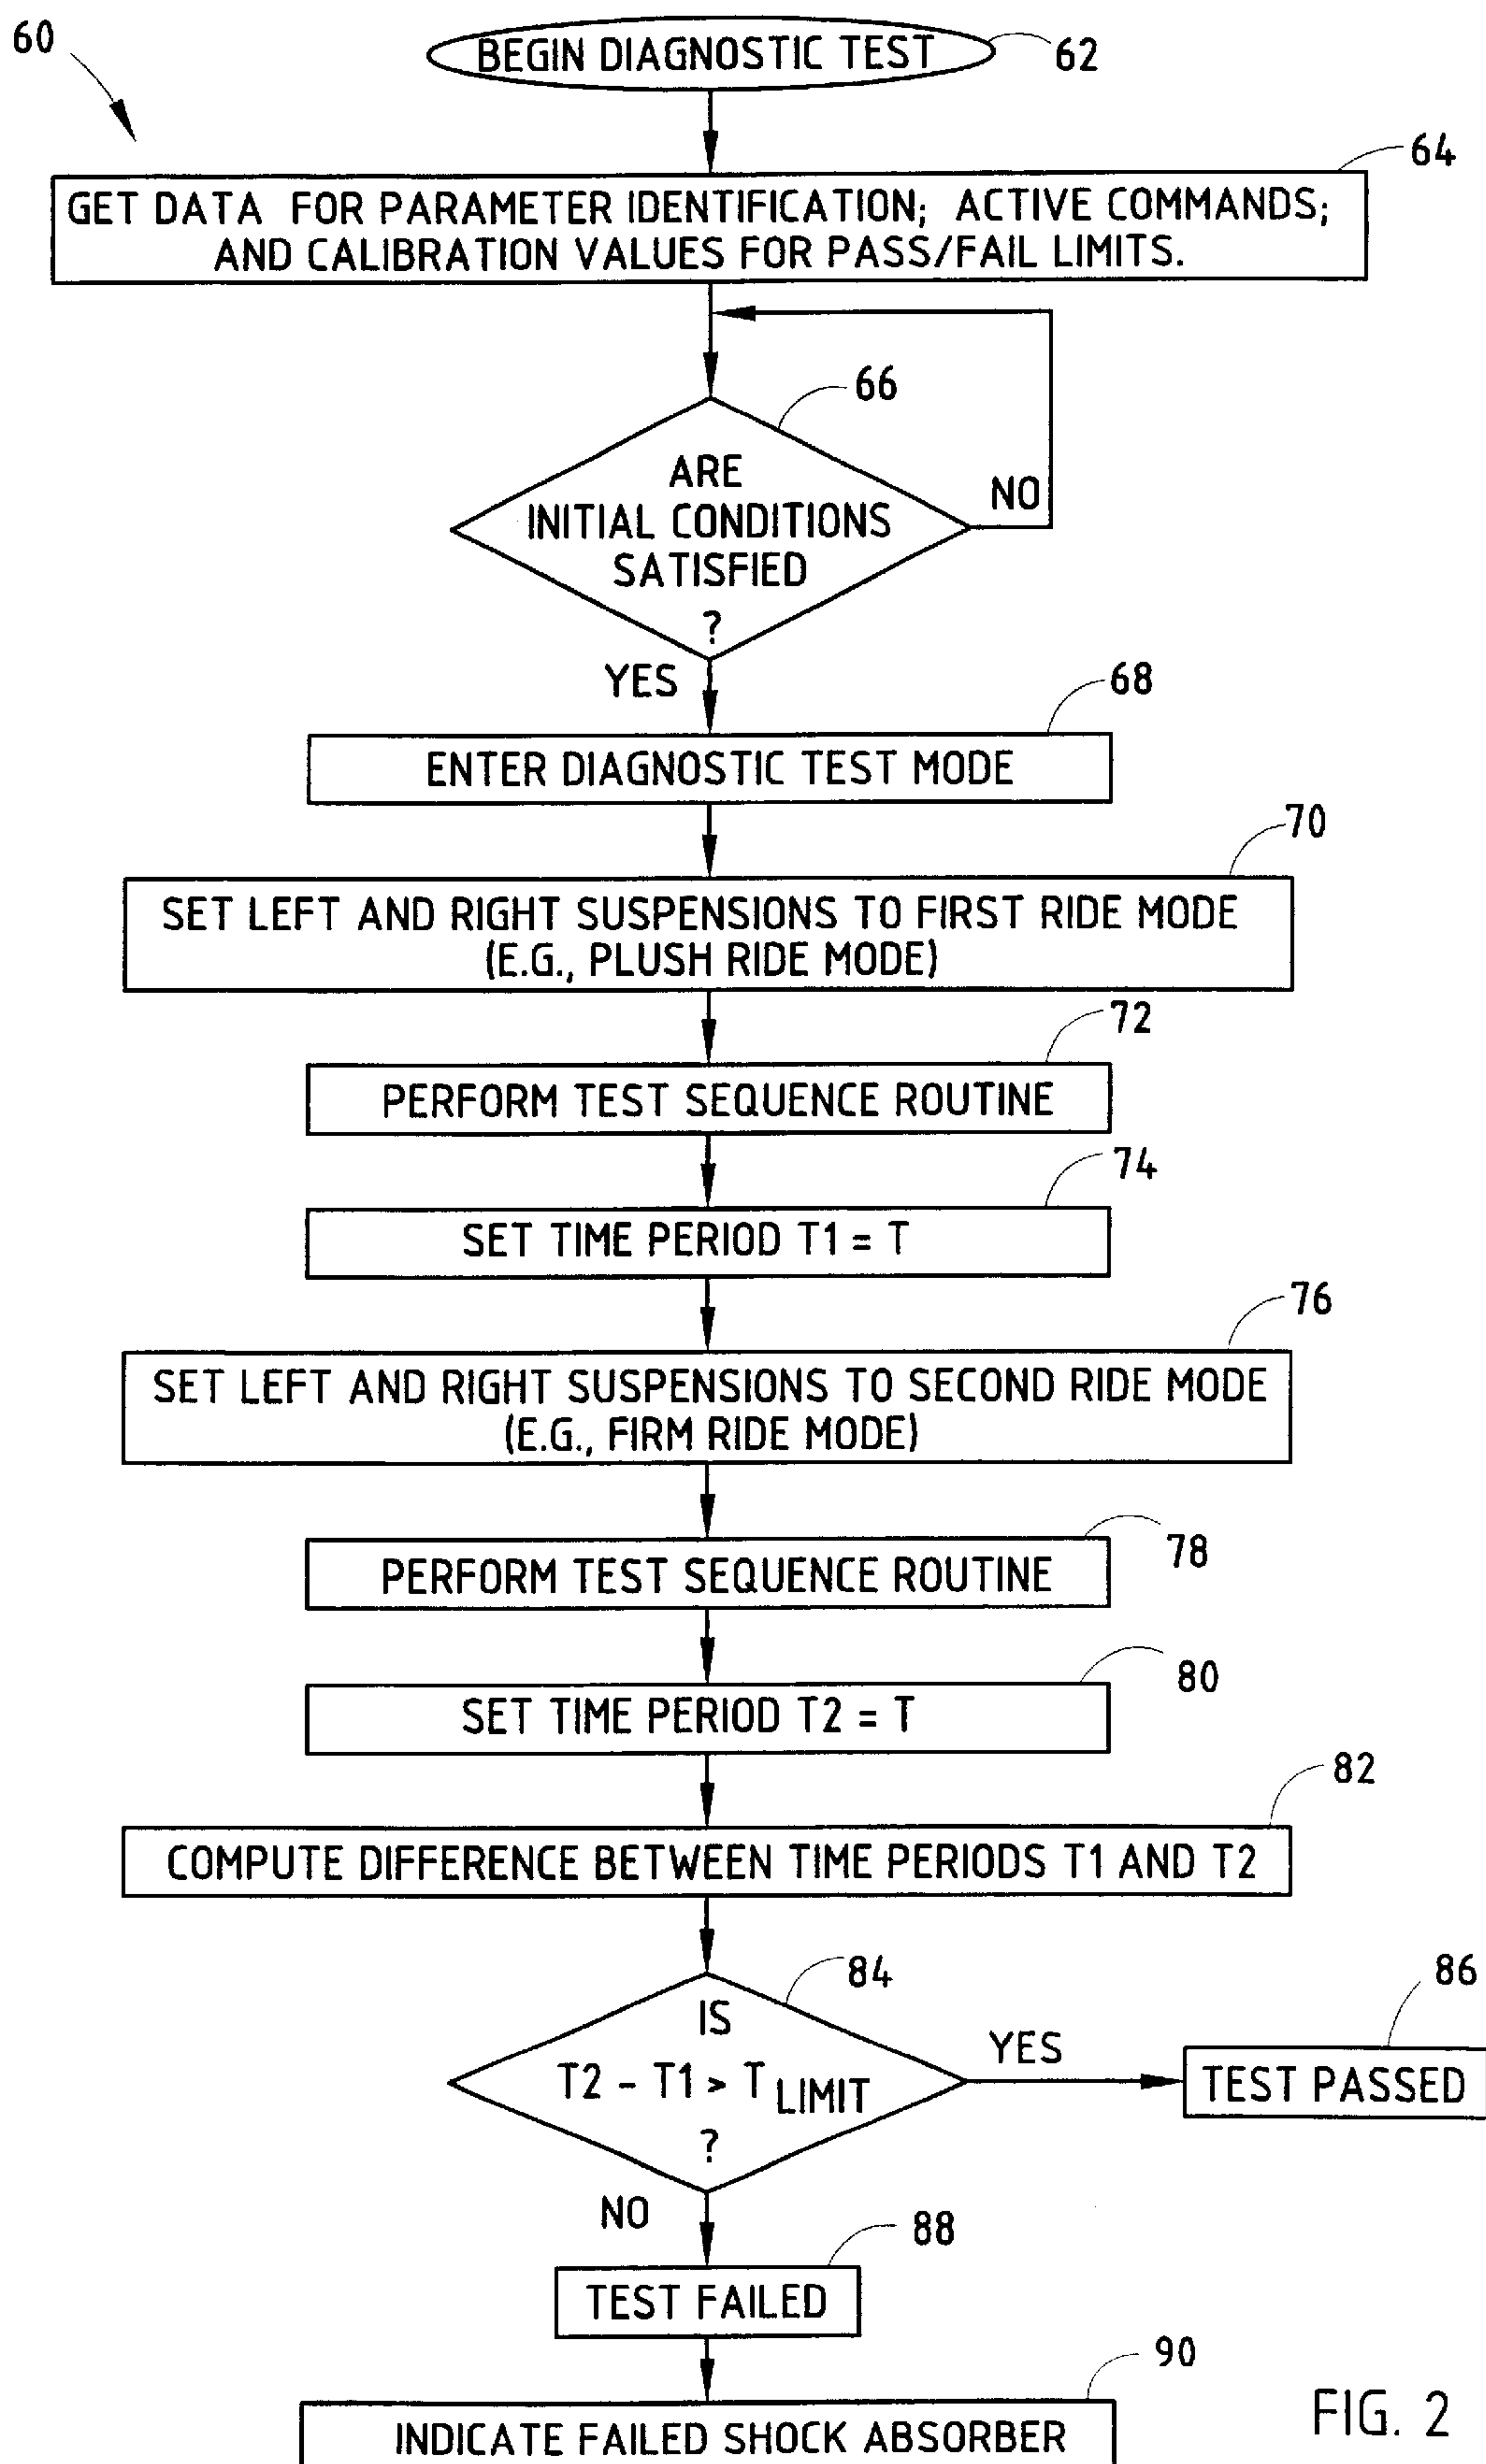 60
BEGIN DIAGNOSTIC TEST
62
64
GET DATA FOR PARAMETER IDENTIFICATION; ACTIVE COMMANDS;
AND CALIBRATION VALUES FOR PASS/FAIL LIMITS.
66
ARE
INITIAL CONDITIONS
SATISFIED
?
NO
YES
68
ENTER DIAGNOSTIC TEST MODE
70
SET LEFT AND RIGHT SUSPENSIONS TO FIRST RIDE MODE
(E.G., PLUSH RIDE MODE)
72
PERFORM TEST SEQUENCE ROUTINE
74
SET TIME PERIOD T1 = T
76
SET LEFT AND RIGHT SUSPENSIONS TO SECOND RIDE MODE
(E.G., FIRM RIDE MODE)
78
PERFORM TEST SEQUENCE ROUTINE
80
SET TIME PERIOD T2 = T
82
COMPUTE DIFFERENCE BETWEEN TIME PERIODS T1 AND T2
84
IS
T2 - T1 > T LIMIT
?
YES
86
TEST PASSED
NO
88
TEST FAILED
90
INDICATE FAILED SHOCK ABSORBER
FIG. 2